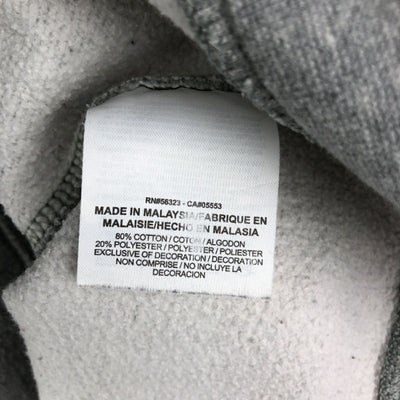 RN#56323 - CA#05553
MADE IN MALAYSIA/FABRIQUE EN
MALAISIE/HECHO EN MALASIA
80% COTTON / COTON / ALGODON
20% POLYESTER / POLYESTER / POLIESTER
EXCLUSIVE OF DECORATION / DECORATION
NON COMPRISE / NO INCLUYE LA
DECORACION